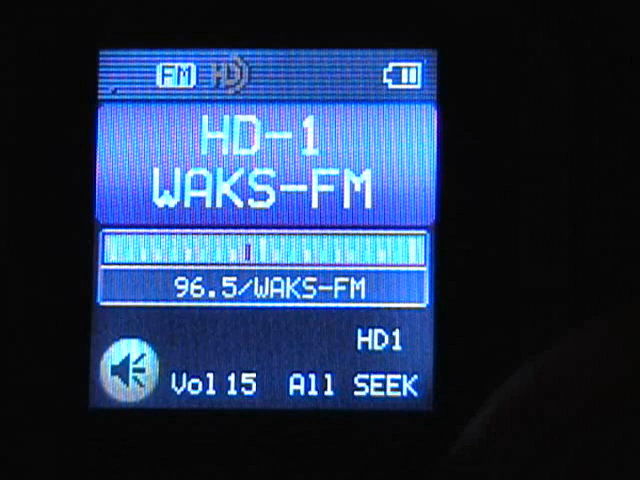 FM HD
HD-1
WAKS-FM
96.5/WAKS-FM
HD1
Vol 15 All SEEK